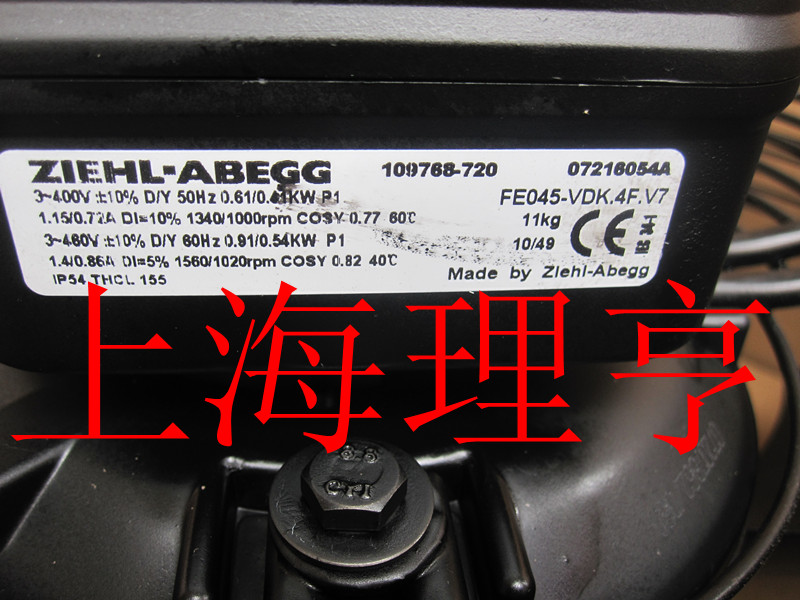 ZIEHL-ABEGG 109768-720 07216054A
3~400V ±10% D/Y 50Hz 0.61/0.41KW P1 FE045-VDK.4F.V7
1.15/0.72A DI=10% 1340/1000rpm COSY 0.77 60℃ 11kg CE
3~460V ±10% D/Y 60Hz 0.91/0.54KW P1 10/49
1.4/0.86A DI=5% 1560/1020rpm COSY 0.82 40℃ Made by Ziehl-Abegg
IP54 THCL 155
上海理亨
8.8